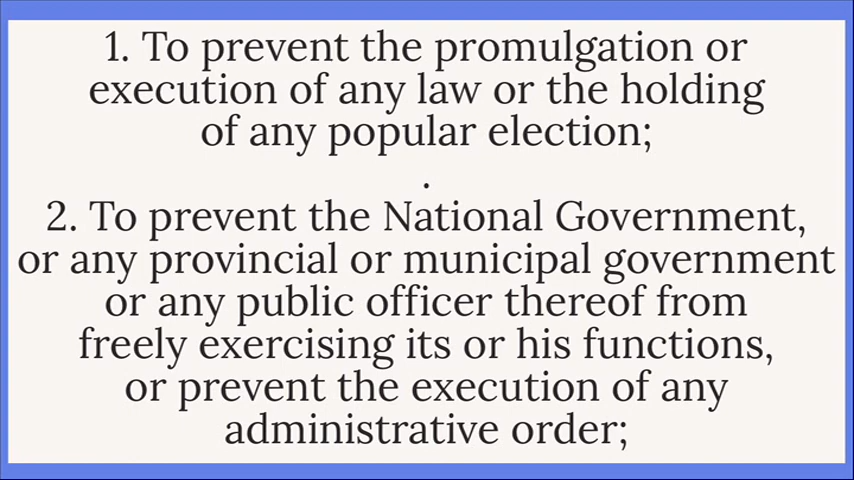 1. To prevent the promulgation or
execution of any law or the holding
of any popular election;
.
2. To prevent the National Government,
or any provincial or municipal government
or any public officer thereof from
freely exercising its or his functions,
or prevent the execution of any
administrative order;